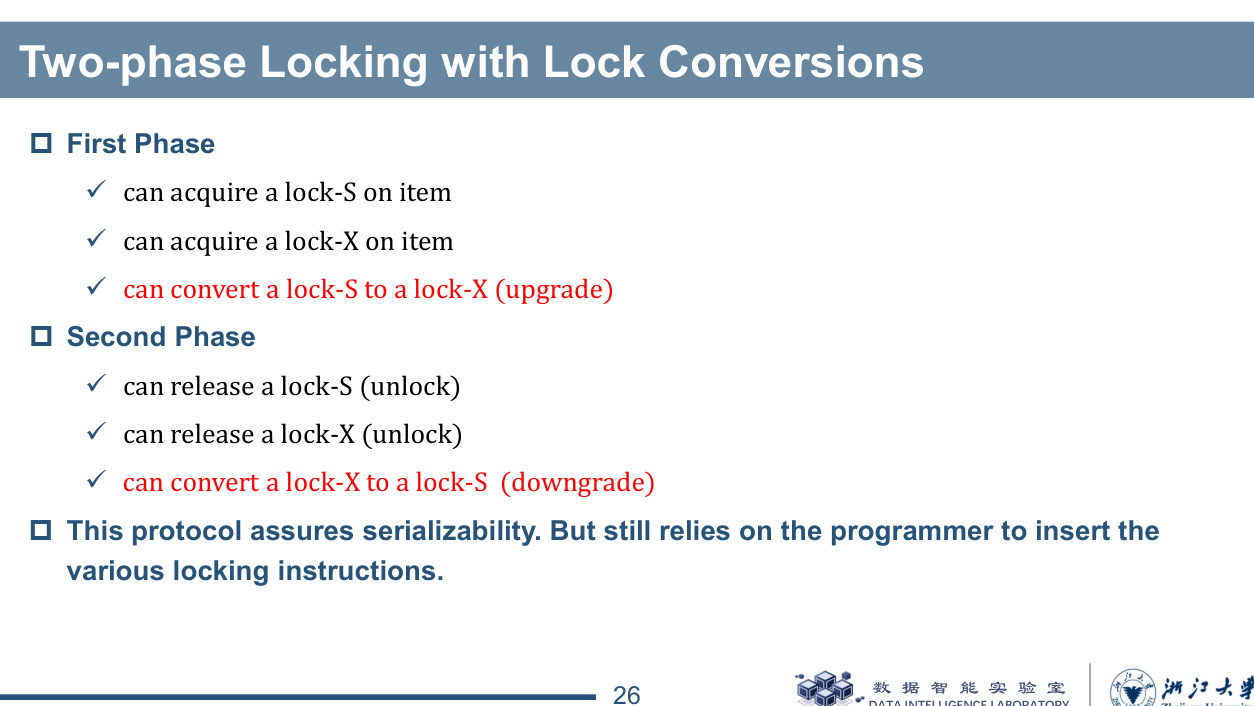 Two-phase Locking with Lock Conversions
First Phase
can acquire a lock-S on item
can acquire a lock-X on item
can convert a lock-S to a lock-X (upgrade)
Second Phase
can release a lock-S (unlock)
can release a lock-X (unlock)
can convert a lock-X to a lock-S (downgrade)
This protocol assures serializability. But still relies on the programmer to insert the
various locking instructions.
26
数据智能实验室
DATA INTELLIGENCE LABORATORY
浙江大学